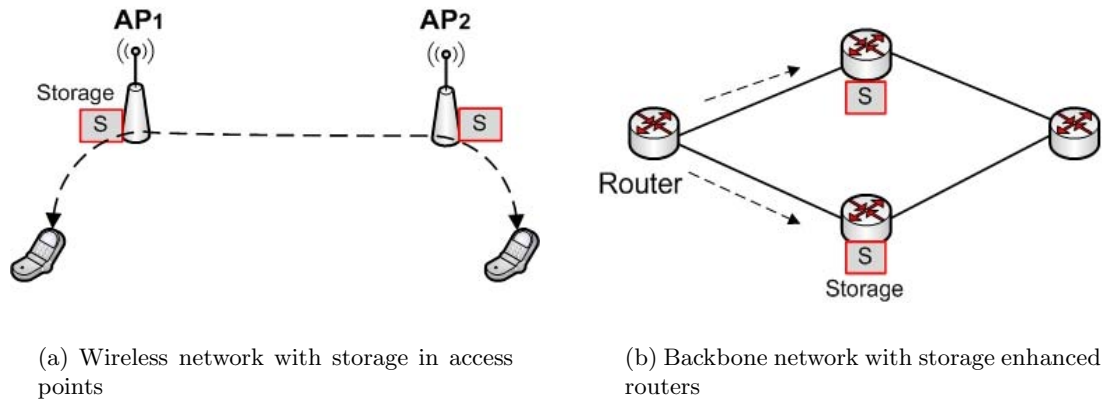 AP1
AP2
Storage
S
S
(a) Wireless network with storage in access
points
S
Router
S
Storage
(b) Backbone network with storage enhanced
routers